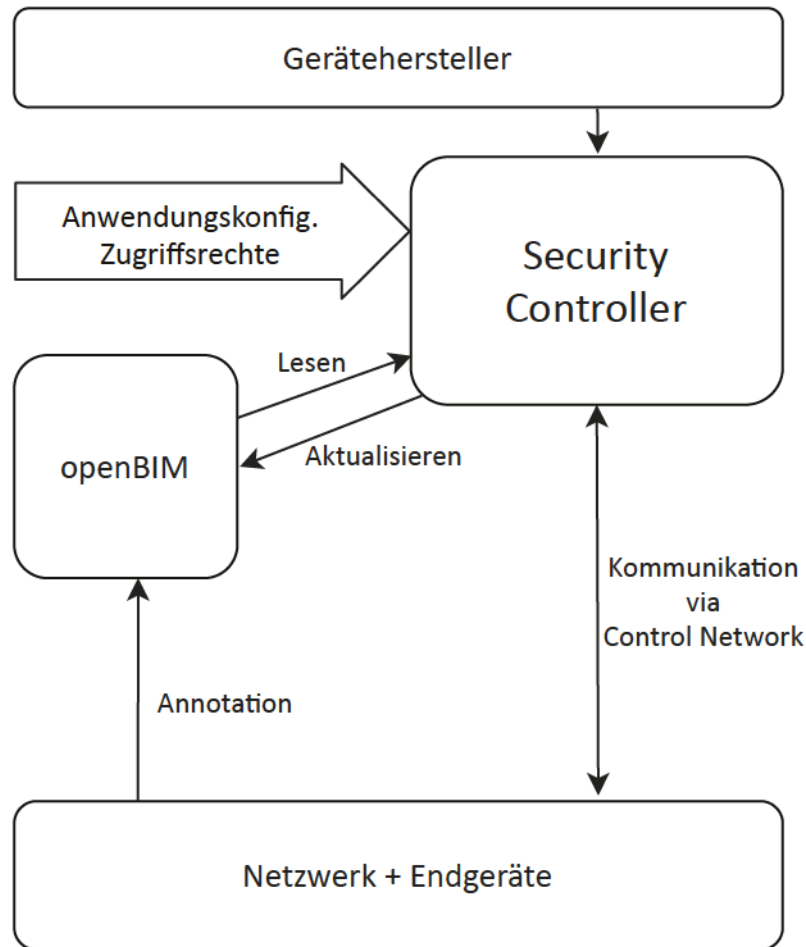 Gerätehersteller
Anwendungskonfig.
Zugriffsrechte
Security
Controller
Lesen
openBIM
Aktualisieren
Kommunikation
via
Control Network
Annotation
Netzwerk + Endgeräte